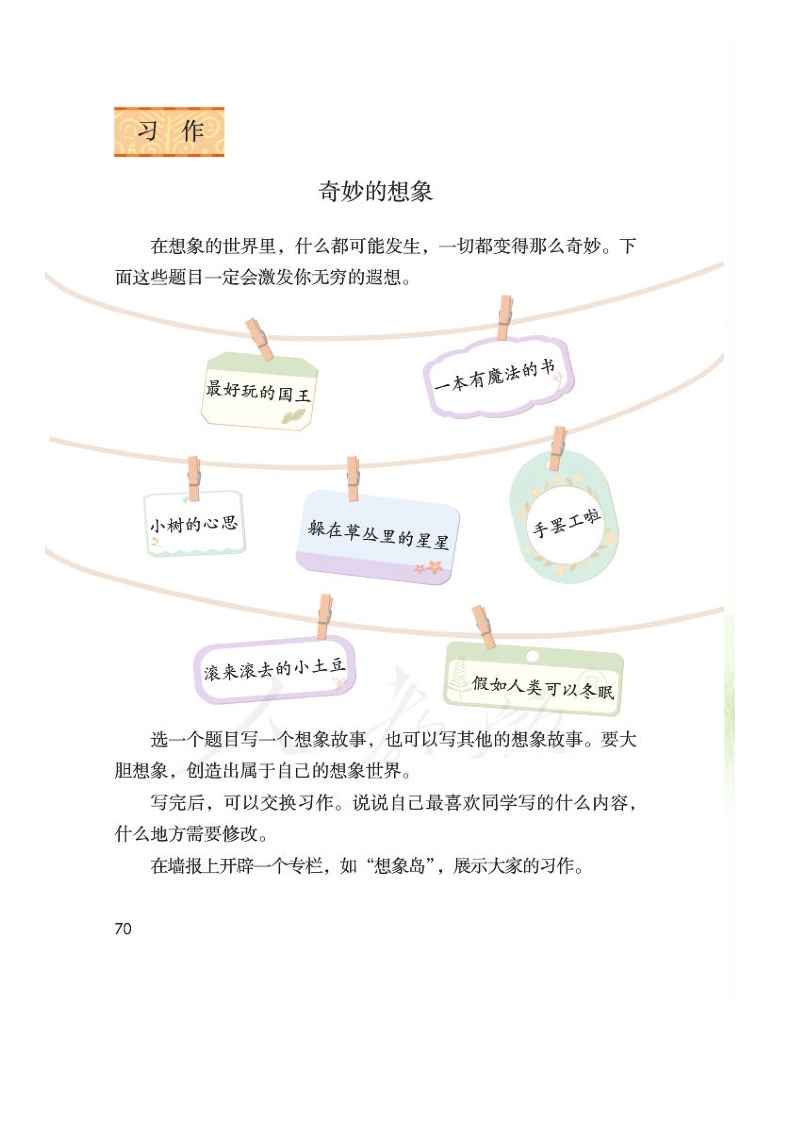 习 作
奇妙的想象
在想象的世界里，什么都可能发生，一切都变得那么奇妙。下
面这些题目一定会激发你无穷的遐想。
最好玩的国王
一本有魔法的书
小树的心思
躲在草丛里的星星
手罢工啦
滚来滚去的小土豆
假如人类可以冬眠
选一个题目写一个想象故事，也可以写其他的想象故事。要大
胆想象，创造出属于自己的想象世界。
写完后，可以交换习作。说说自己最喜欢同学写的什么内容，
什么地方需要修改。
在墙报上开辟一个专栏，如“想象岛”，展示大家的习作。
人教版
70